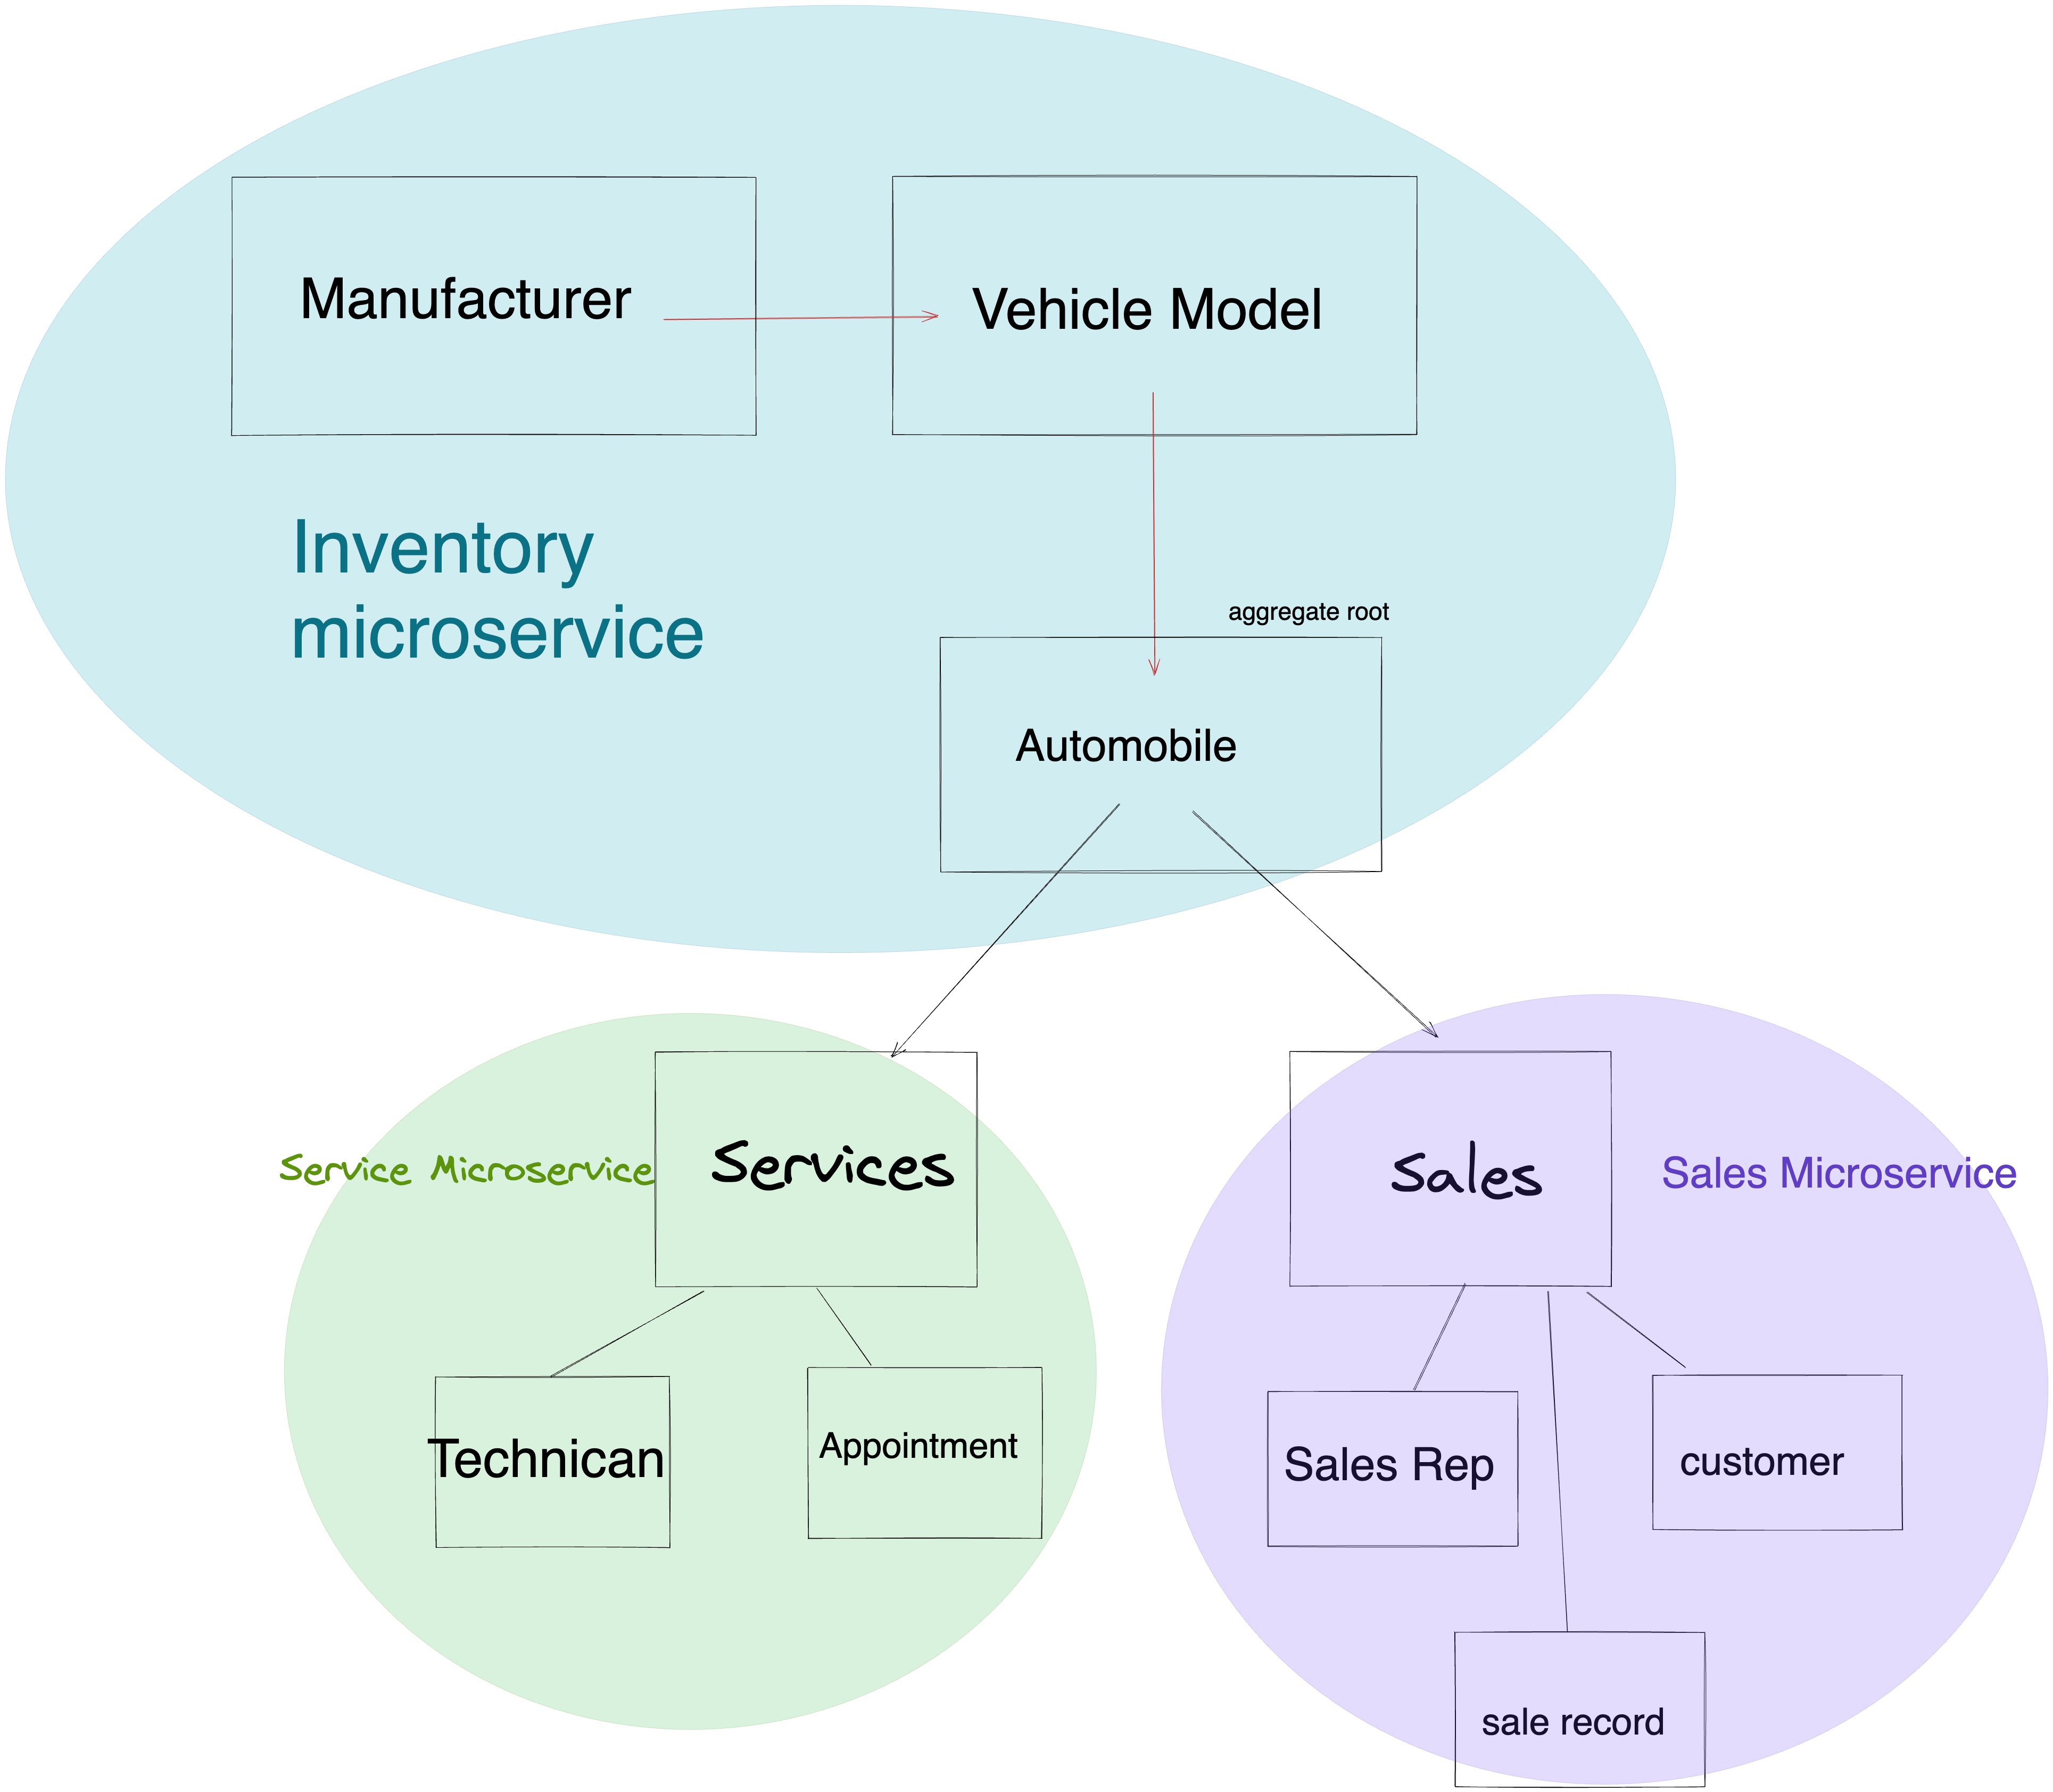 Manufacturer
Vehicle Model
Inventory
microservice
aggregate root
Automobile
Service Microservice
Services
Sales
Sales Microservice
Technican
Appointment
Sales Rep
customer
sale record